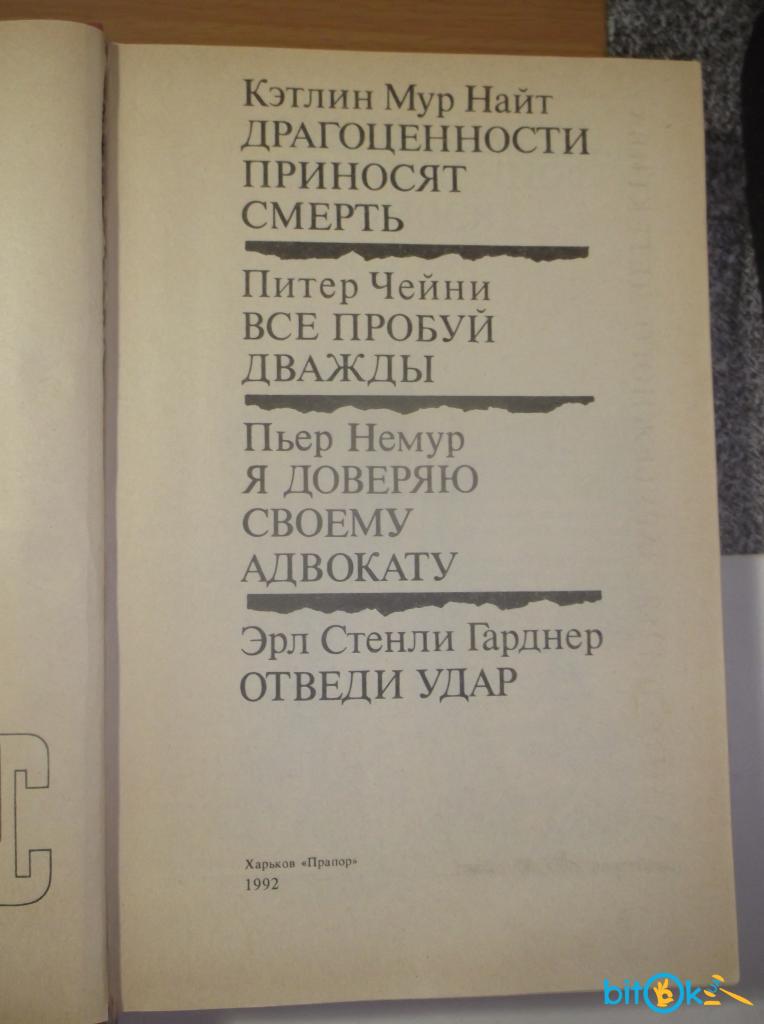 Кэтлин Мур Найт
ДРАГОЦЕННОСТИ
ПРИНОСЯТ
СМЕРТЬ
Питер Чейни
ВСЕ ПРОБУЙ
ДВАЖДЫ
Пьер Немур
Я ДОВЕРЯЮ
СВОЕМУ
АДВОКАТУ
Эрл Стенли Гарднер
ОТВЕДИ УДАР
Харьков «Прапор»
1992
С
bitok